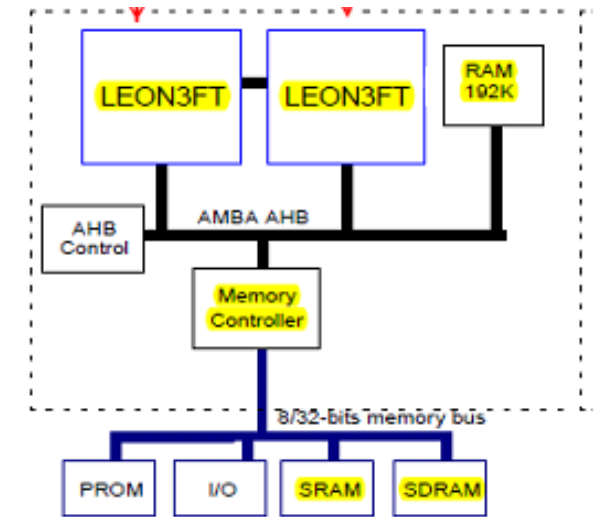 LEON3FT
LEON3FT
RAM
192K
AMBA AHB
AHB
Control
Memory
Controller
8/32-bits memory bus
PROM
I/O
SRAM
SDRAM